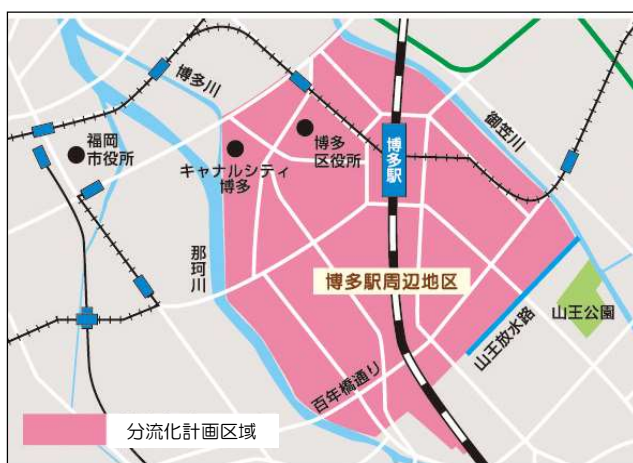 博多川
御笠川
福岡
市役所
博多
区役所
キャナルシティ
博多
博多駅
那珂川
博多駅周辺地区
山王公園
山王放水路
百年橋通り
分流化計画区域